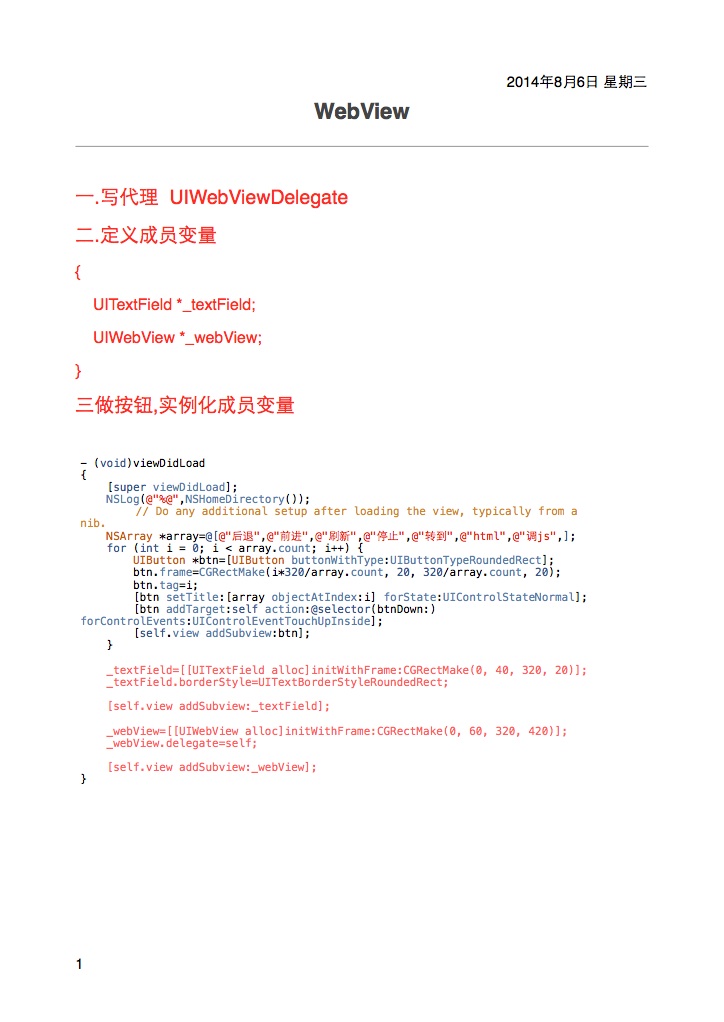 2014年8月6日 星期三
WebView
一.写代理  UIWebViewDelegate
二.定义成员变量
{
    UITextField *_textField;
    UIWebView *_webView;
}
三做按钮,实例化成员变量
- (void)viewDidLoad
{
    [super viewDidLoad];
    NSLog(@"%@",NSHomeDirectory());
        // Do any additional setup after loading the view, typically from a
nib.
    NSArray *array=@[@"后退",@"前进",@"刷新",@"停止",@"转到",@"html",@"调js",];
    for (int i = 0; i < array.count; i++) {
        UIButton *btn=[UIButton buttonWithType:UIButtonTypeRoundedRect];
        btn.frame=CGRectMake(i*320/array.count, 20, 320/array.count, 20);
        btn.tag=i;
        [btn setTitle:[array objectAtIndex:i] forState:UIControlStateNormal];
        [btn addTarget:self action:@selector(btnDown:)
forControlEvents:UIControlEventTouchUpInside];
        [self.view addSubview:btn];
    }
    _textField=[[UITextField alloc]initWithFrame:CGRectMake(0, 40, 320, 20)];
    _textField.borderStyle=UITextBorderStyleRoundedRect;
    [self.view addSubview:_textField];
    _webView=[[UIWebView alloc]initWithFrame:CGRectMake(0, 60, 320, 420)];
    _webView.delegate=self;
    [self.view addSubview:_webView];
}
1